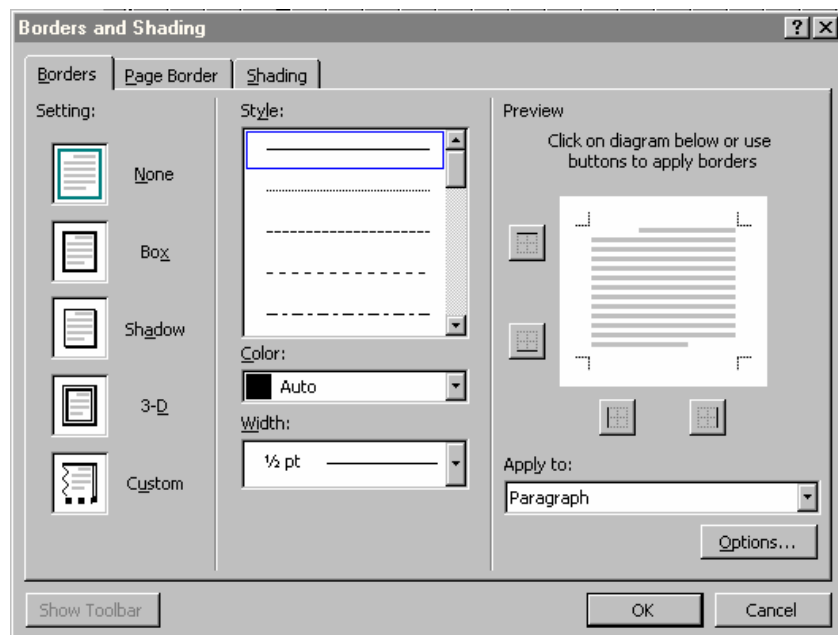 Borders and Shading
Borders
Page Border
Shading
Setting:
None
Box
Shadow
3-D
Custom
Style:
Color:
Auto
Width:
½ pt
Preview
Click on diagram below or use
buttons to apply borders
Apply to:
Paragraph
Options...
Show Toolbar
OK
Cancel